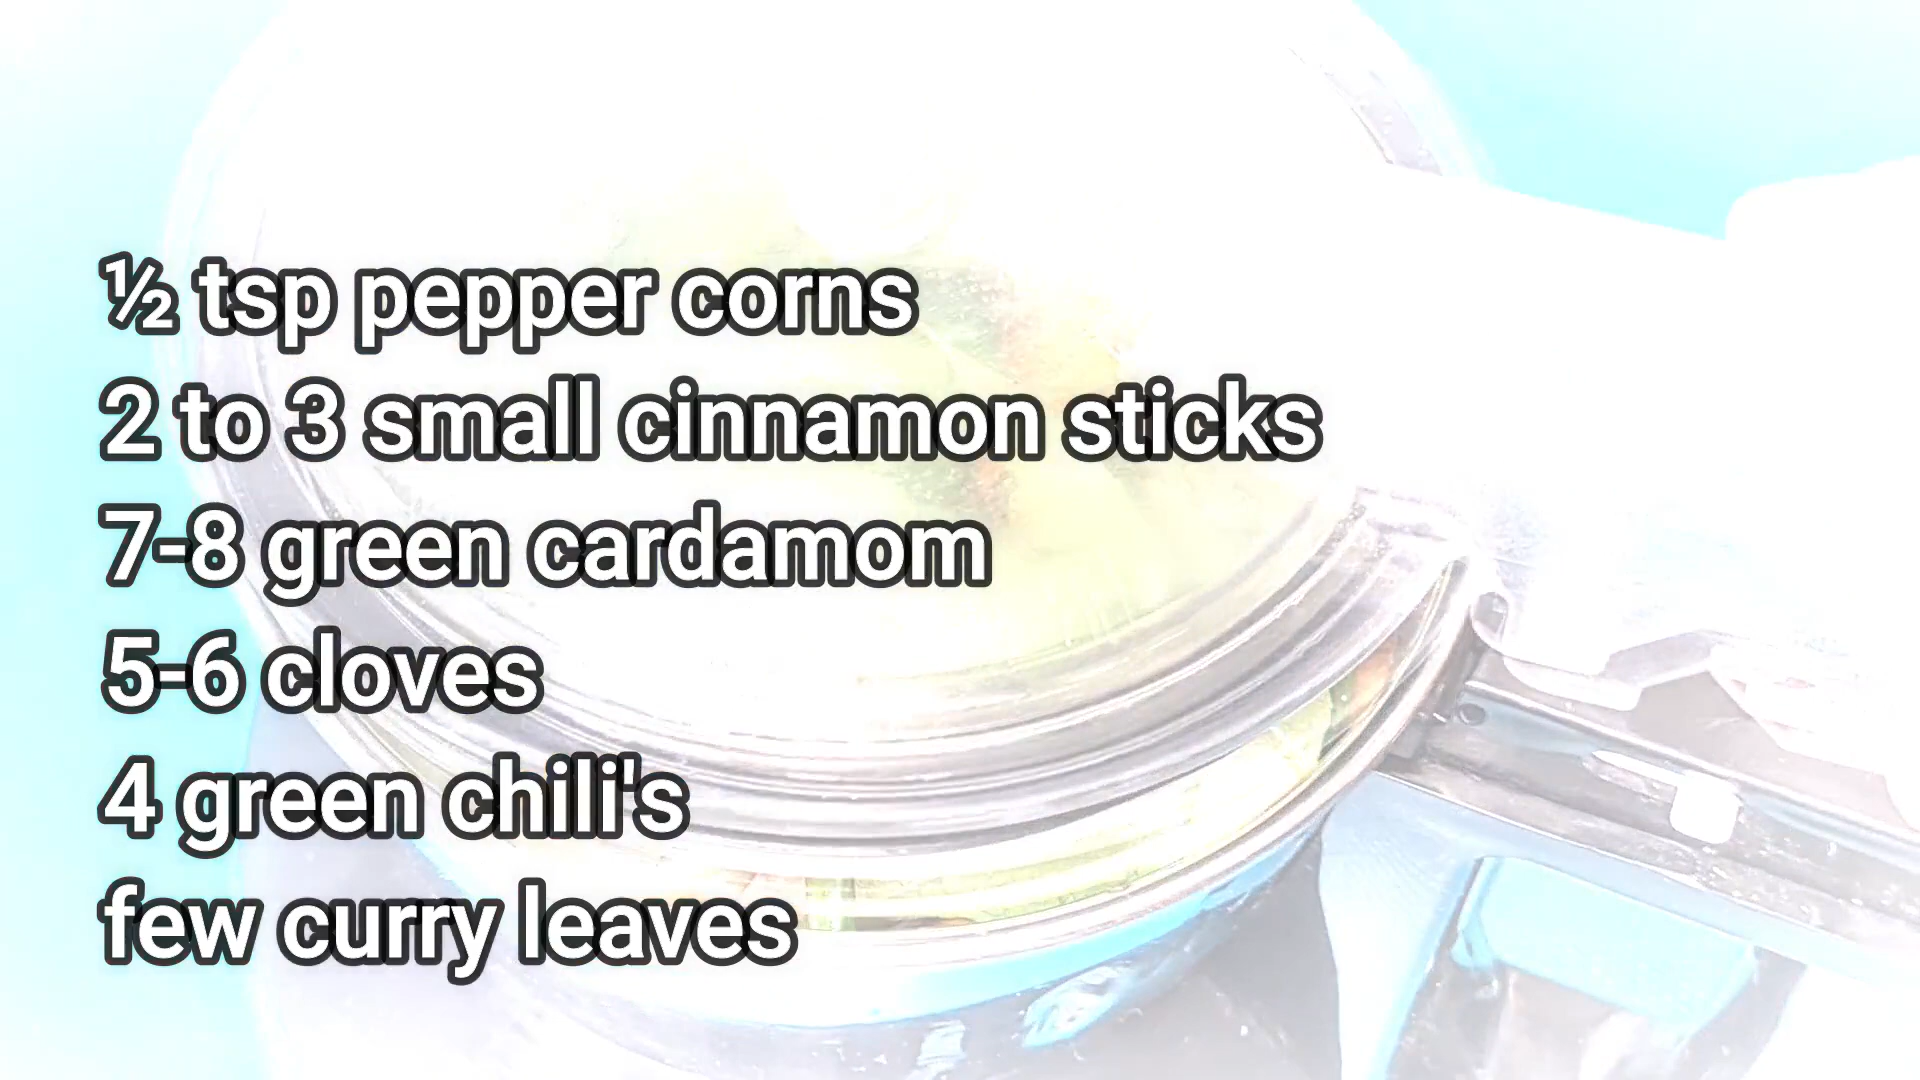 ½ tsp pepper corns
2 to 3 small cinnamon sticks
7-8 green cardamom
5-6 cloves
4 green chili's
few curry leaves